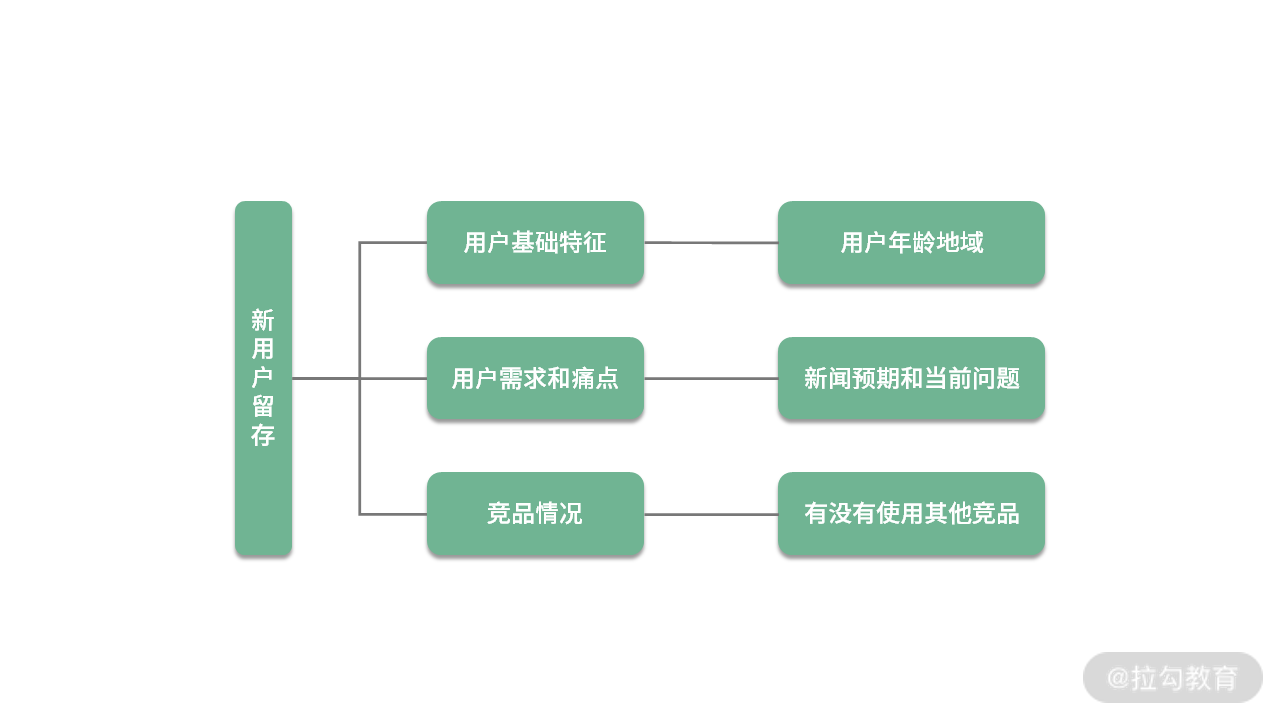 新用户留存
用户基础特征
用户年龄地域
用户需求和痛点
新闻预期和当前问题
竞品情况
有没有使用其他竞品
@拉勾教育